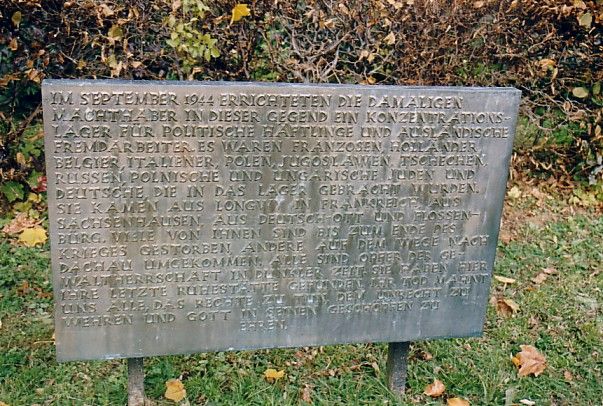 IM SEPTEMBER 1944 ERRICHTETEN DIE DAMALIGEN
MACHTHABER IN DIESER GEGEND EIN KONZENTRATIONS-
LAGER FÜR POLITISCHE HÄFTLINGE UND AUSLÄNDISCHE
FREMDARBEITER. ES WAREN FRANZOSEN, HOLLÄNDER,
BELGIER, ITALIENER, POLEN, JUGOSLAWEN, TSCHECHEN,
RUSSEN, POLNISCHE UND UNGARISCHE JUDEN UND
DEUTSCHE DIE IN DAS LAGER GEBRACHT WURDEN.
SIE KAMEN AUS LONGWY IN FRANKREICH, AUS
SACHSENHAUSEN AUS DEUTSCH-OTT UND FLOSSEN-
BÜRG. VIELE VON IHNEN SIND BIS ZUM ENDE DES
KRIEGES GESTORBEN ANDERE AUF DEM WEGE NACH
DACHAU UMGEKOMMEN. ALLE SIND OPFER DER GE-
WALTHERRSCHAFT IN DUNKLER ZEIT. SIE HABEN HIER
IHRE LETZTE RUHESTÄTTE GEFUNDEN. IHR TOD MAHNT
UNS ALLE, DAS RECHTE ZU TUN, DEM UNRECHT ZU
WEHREN UND GOTT IN SEINEN GESCHÖPFEN ZU
EHREN.